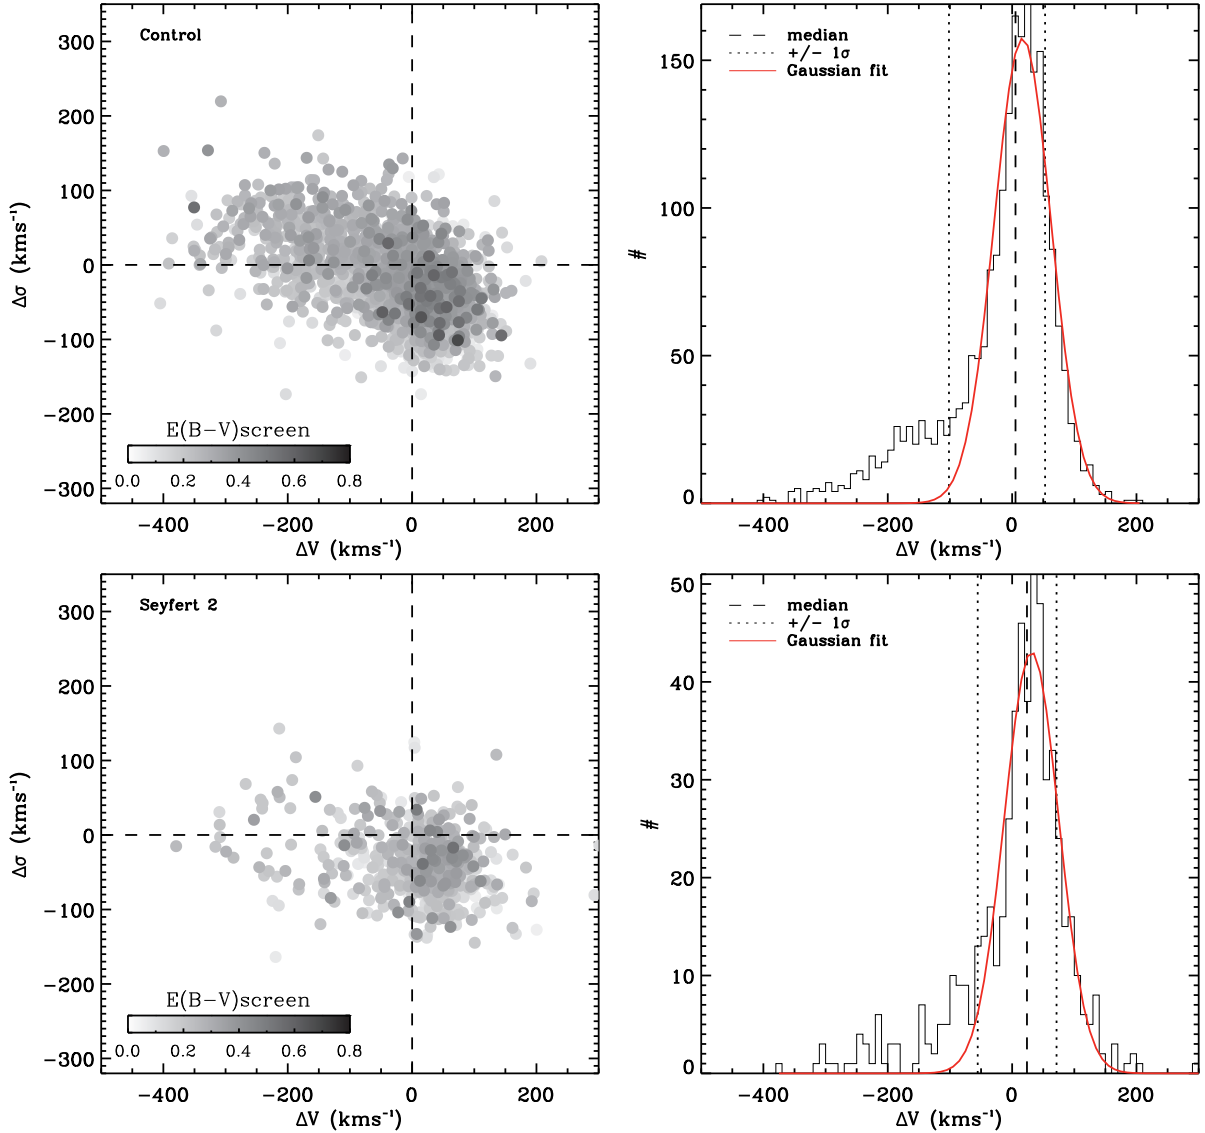 Control
300
200
100
0
−100
−200
−300
Δσ (kms⁻¹)
E(B−V)screen
0.0 0.2 0.4 0.6 0.8
−400 −200 0 200
ΔV (kms⁻¹)
median
+/− 1σ
Gaussian fit
150
100
50
0
#
−400 −200 0 200
ΔV (kms⁻¹)
Seyfert 2
300
200
100
0
−100
−200
−300
Δσ (kms⁻¹)
E(B−V)screen
0.0 0.2 0.4 0.6 0.8
−400 −200 0 200
ΔV (kms⁻¹)
median
+/− 1σ
Gaussian fit
50
40
30
20
10
0
#
−400 −200 0 200
ΔV (kms⁻¹)